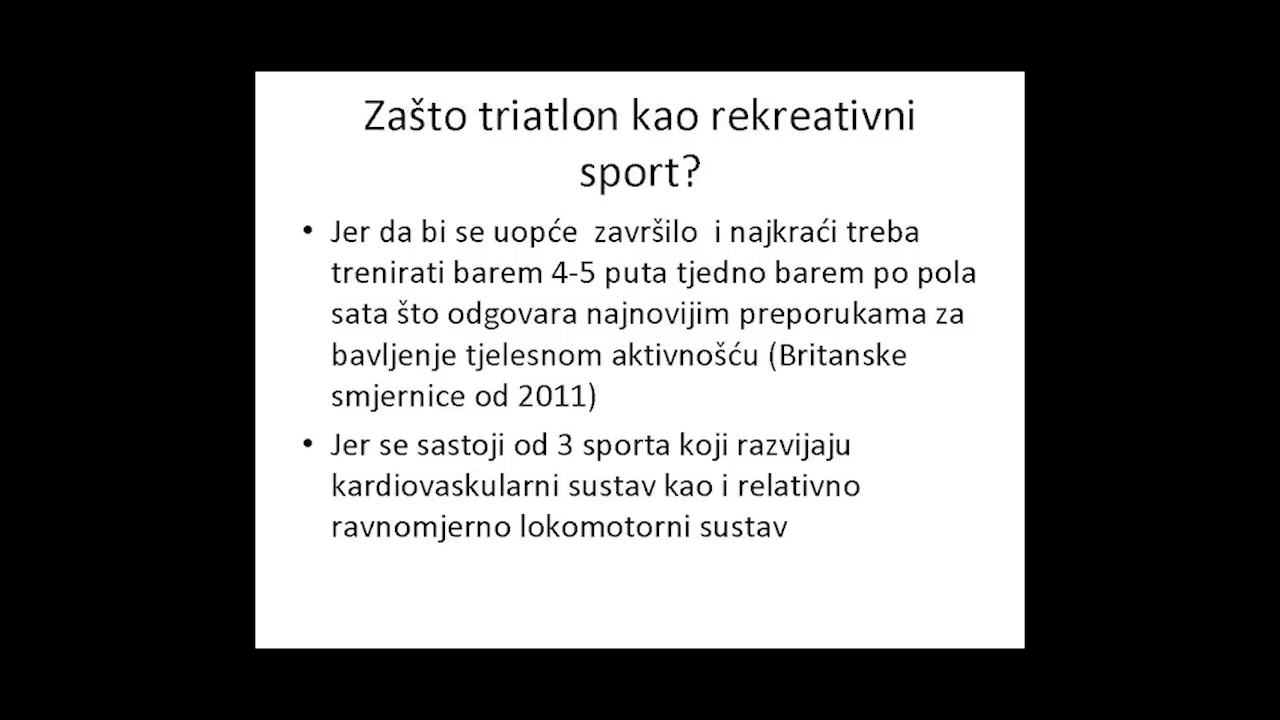 Zašto triatlon kao rekreativni
sport?
• Jer da bi se uopće  završilo  i najkraći treba
trenirati barem 4-5 puta tjedno barem po pola
sata što odgovara najnovijim preporukama za
bavljenje tjelesnom aktivnošću (Britanske
smjernice od 2011)
• Jer se sastoji od 3 sporta koji razvijaju
kardiovaskularni sustav kao i relativno
ravnomjerno lokomotorni sustav